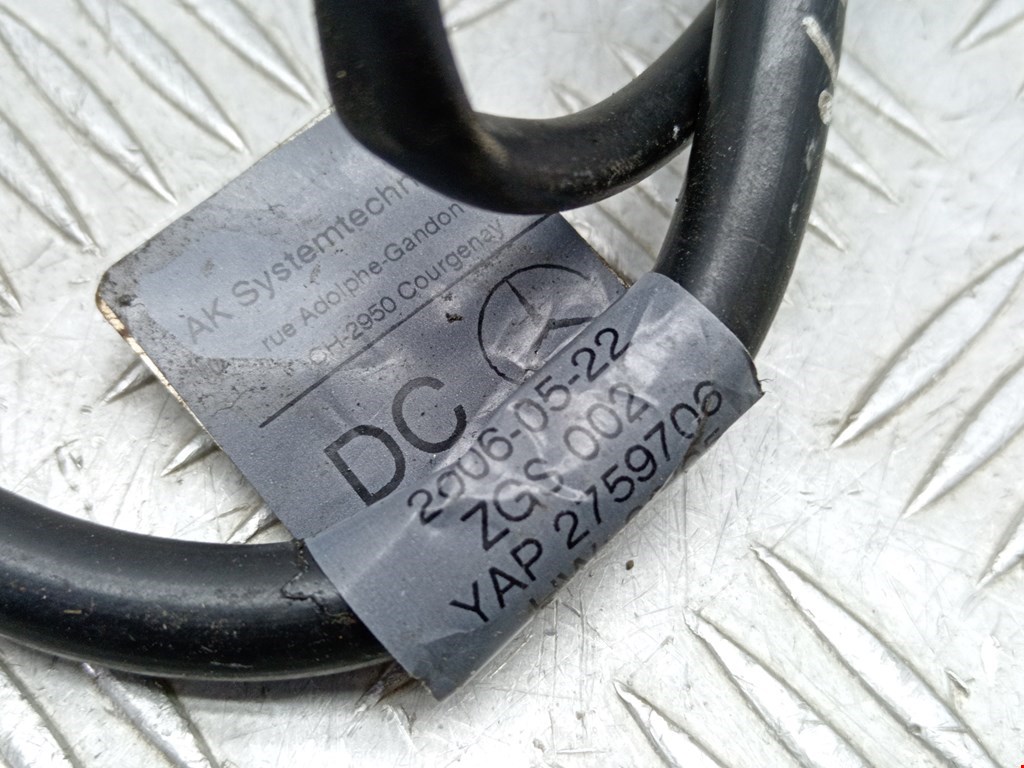 AK Systemtechn
rue Adolphe-Gandon
CH-2950 Courgenay
DC
2006-05-22
ZGS 002
YAP 2759706